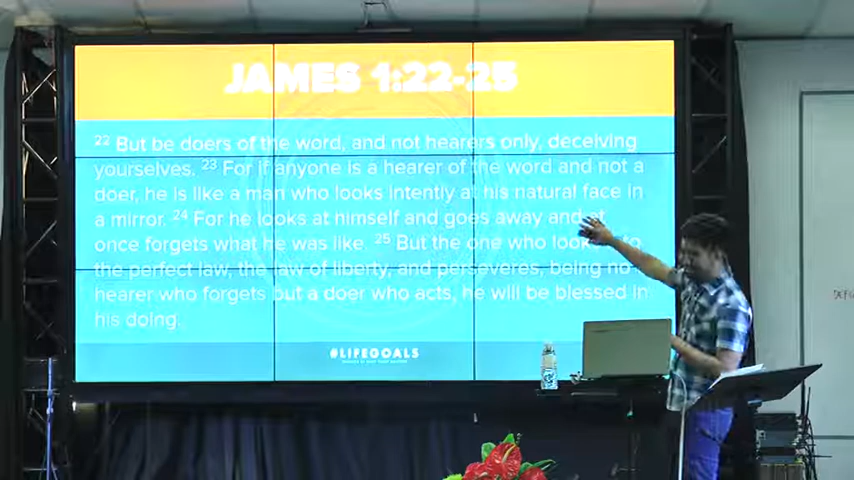 JAMES 1:22-25
22 But be doers of the word, and not hearers only, deceiving
yourselves. 23 For if anyone is a hearer of the word and not a
doer, he is like a man who looks intently at his natural face in
a mirror. 24 For he looks at himself and goes away and at
once forgets what he was like. 25 But the one who looks
the perfect law, the law of liberty, and perseveres, being no
hearer who forgets but a doer who acts, he will be blessed in
his doing.
#LIFEGOALS